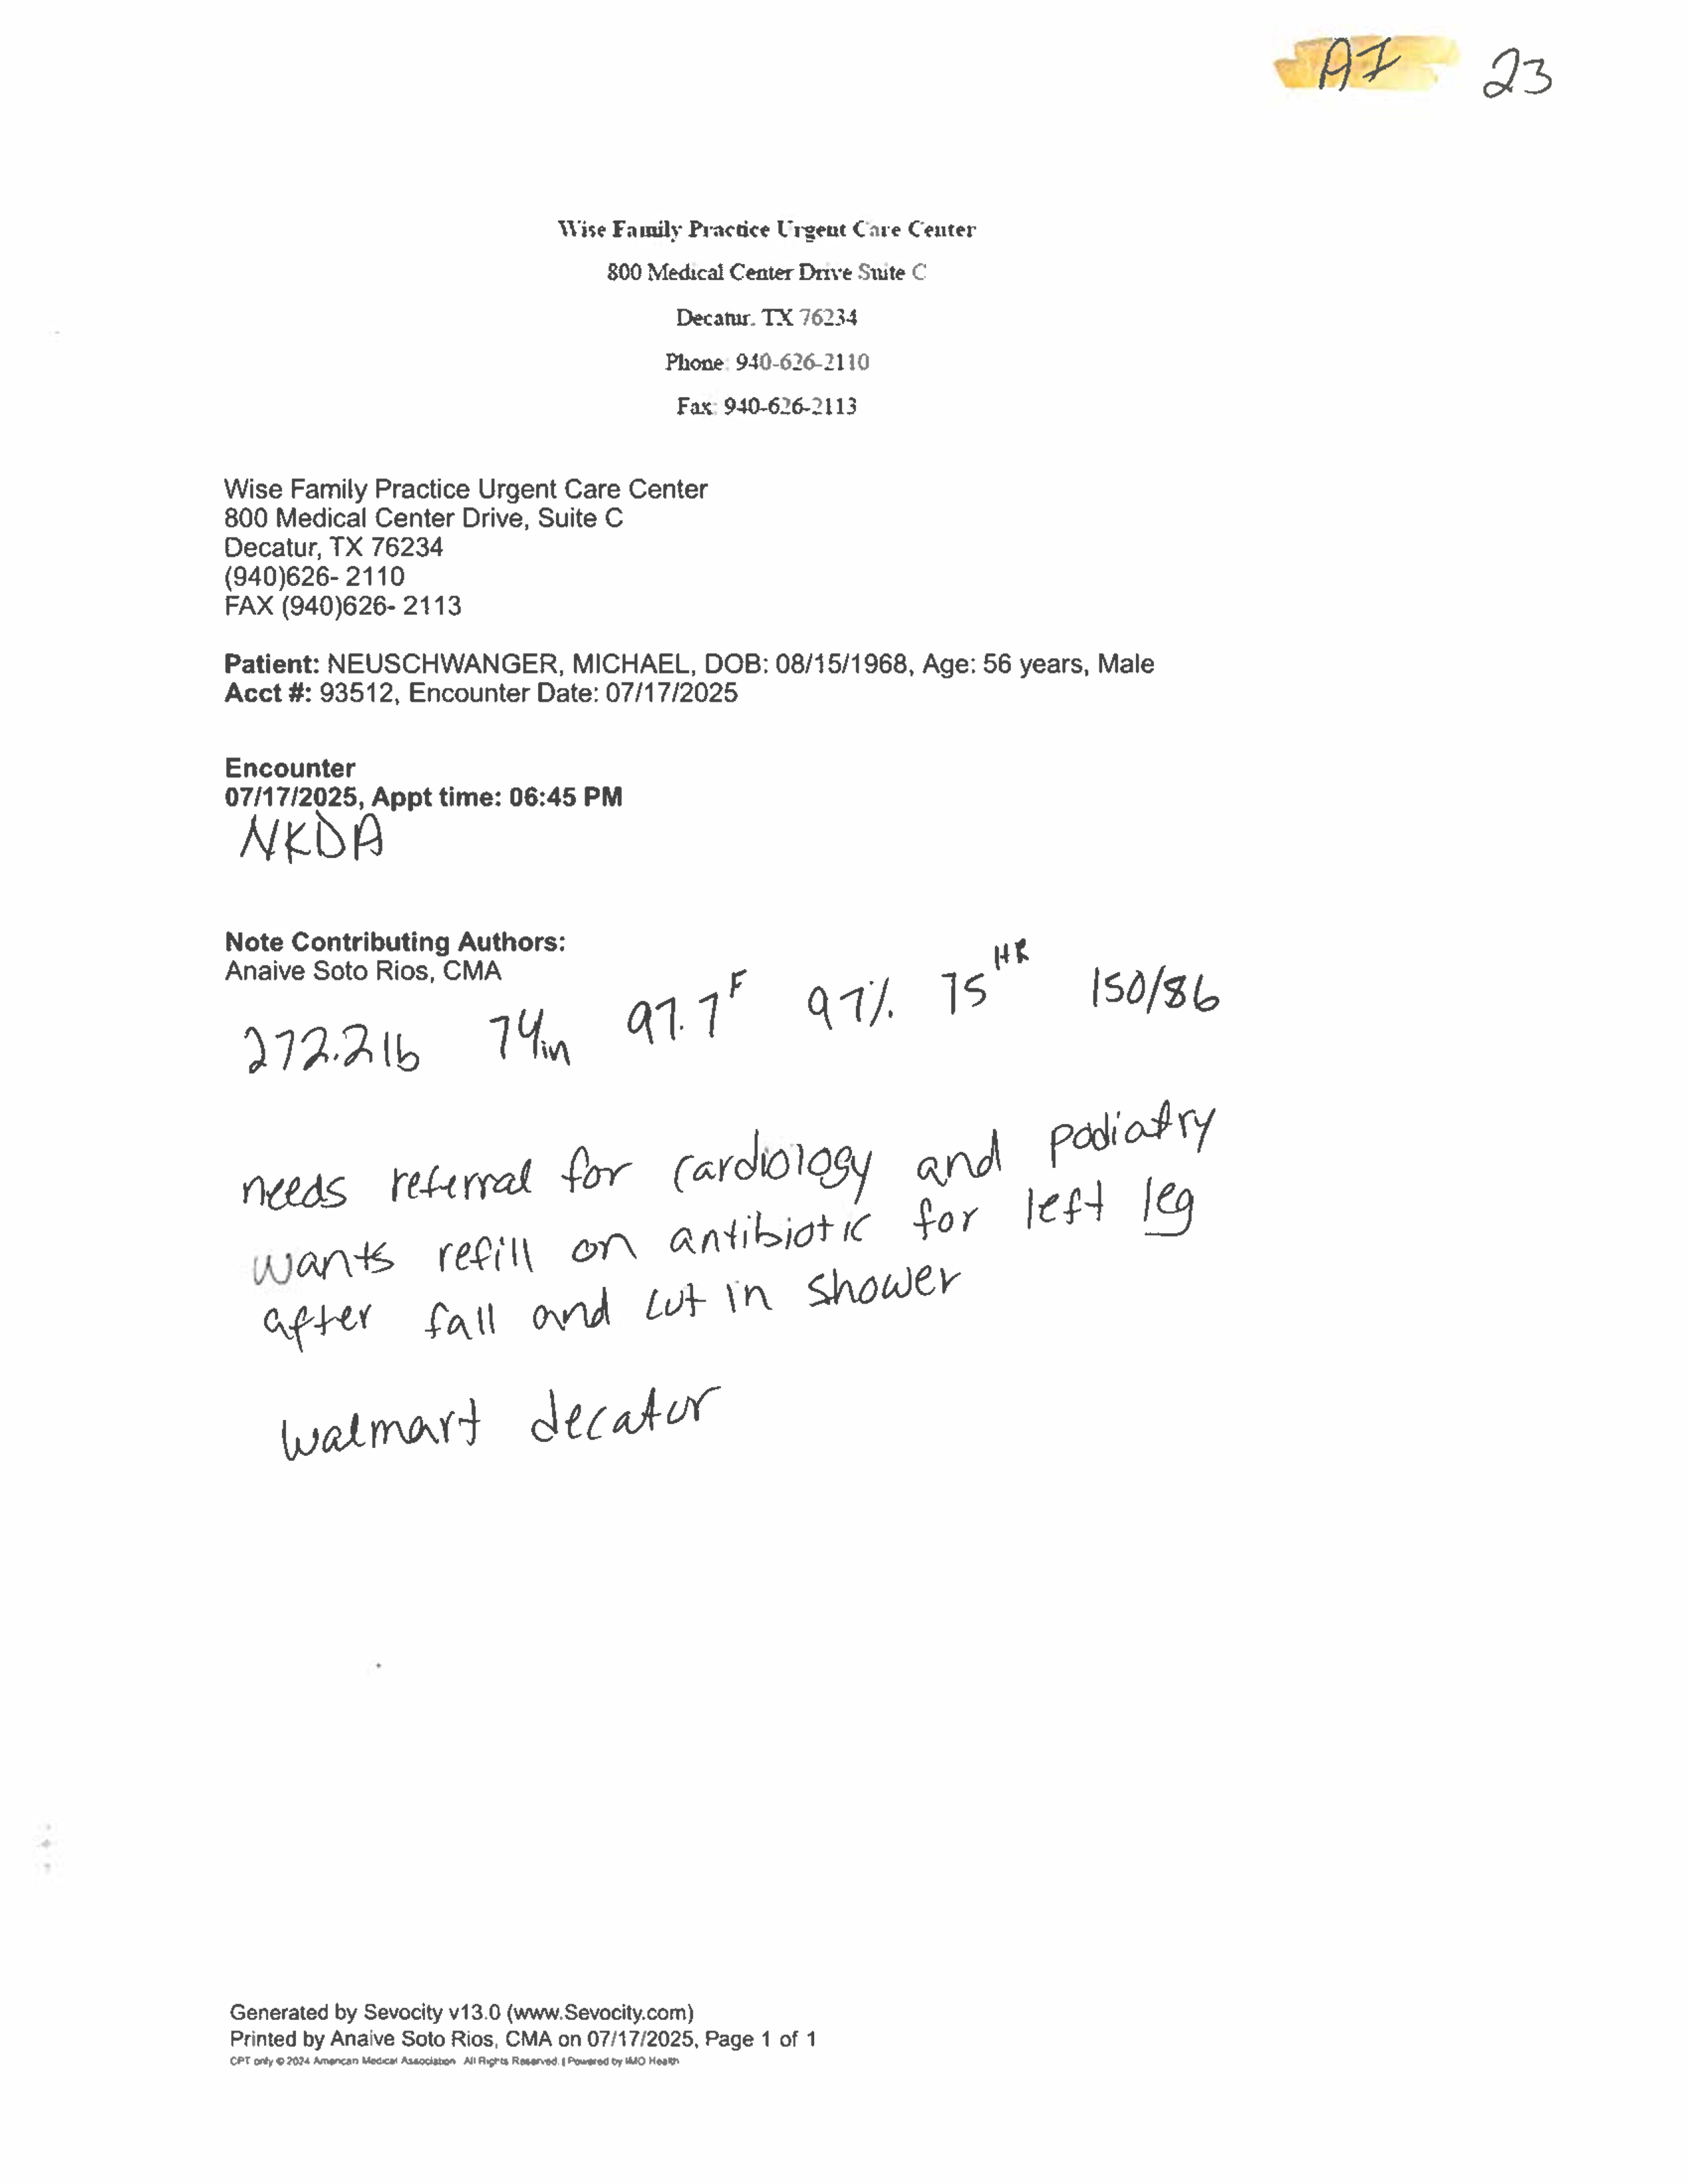 AI 23
Wise Family Practice Urgent Care Center
800 Medical Center Drive Suite C
Decatur, TX 76234
Phone: 940-626-2110
Fax: 940-626-2113
Wise Family Practice Urgent Care Center
800 Medical Center Drive, Suite C
Decatur, TX 76234
(940)626- 2110
FAX (940)626- 2113
Patient: NEUSCHWANGER, MICHAEL, DOB: 08/15/1968, Age: 56 years, Male
Acct #: 93512, Encounter Date: 07/17/2025
Encounter
07/17/2025, Appt time: 06:45 PM
NKDA
Note Contributing Authors:
Anaive Soto Rios, CMA
272.2lb 74in 97.7F 97% 75 HR 150/86
needs referral for cardiology and podiatry
wants refill on antibiotic for left leg
after fall and cut in shower
walmart decatur
Generated by Sevocity v13.0 (www.Sevocity.com)
Printed by Anaive Soto Rios, CMA on 07/17/2025, Page 1 of 1
CPT only © 2024 American Medical Association All Rights Reserved. | Powered by IMO Health